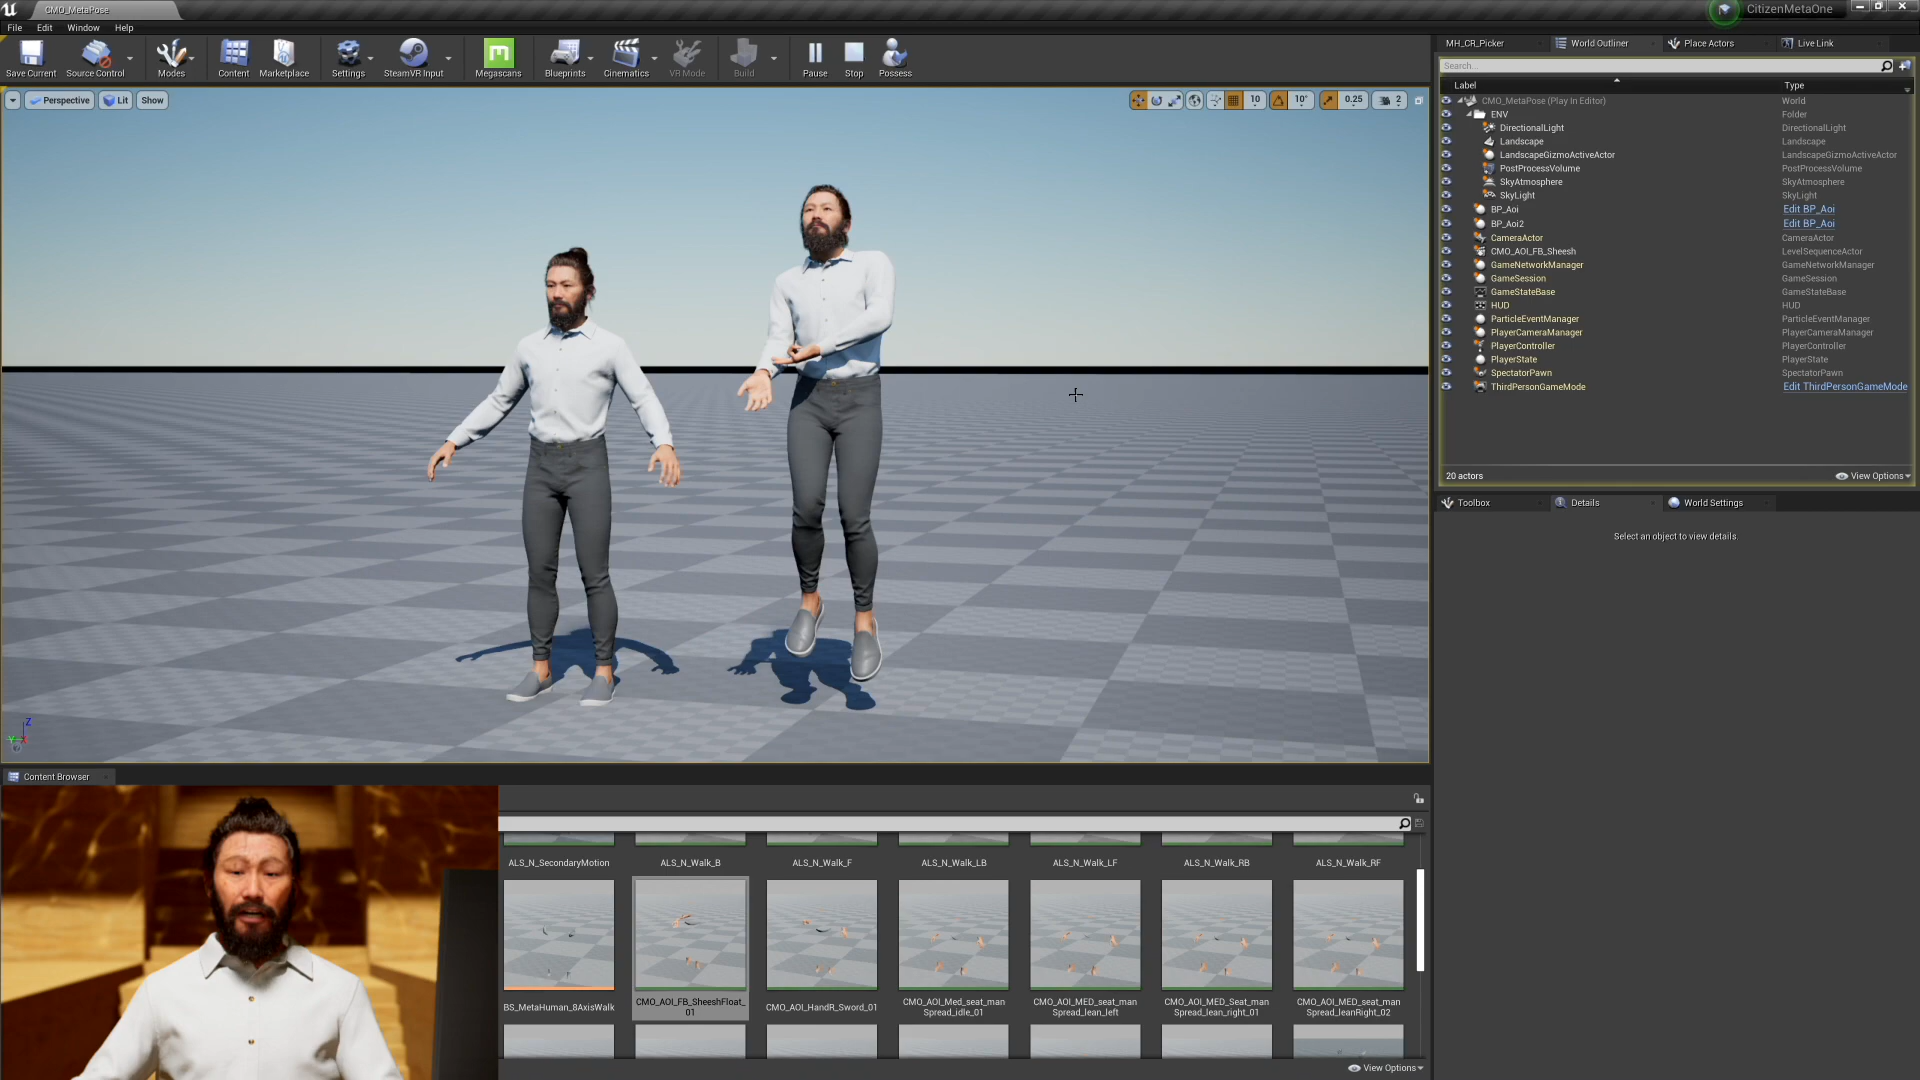 CMO_MetaPose
CitizenMetaOne
File Edit Window Help
Save Current
Source Control
Modes
Content
Marketplace
Settings
SteamVR Input
Megascans
Blueprints
Cinematics
VR Mode
Build
Pause
Stop
Possess
MH_CR_Picker
World Outliner
Place Actors
Live Link
Search...
Label Type
CMO_MetaPose (Play In Editor) World
ENV Folder
DirectionalLight DirectionalLight
Landscape Landscape
LandscapeGizmoActiveActor LandscapeGizmoActiveActor
PostProcessVolume PostProcessVolume
SkyAtmosphere SkyAtmosphere
SkyLight SkyLight
BP_Aoi Edit BP_Aoi
BP_Aoi2 Edit BP_Aoi
CameraActor CameraActor
CMO_AOI_FB_Sheesh LevelSequenceActor
GameNetworkManager GameNetworkManager
GameSession GameSession
GameStateBase GameStateBase
HUD HUD
ParticleEventManager ParticleEventManager
PlayerCameraManager PlayerCameraManager
PlayerController PlayerController
PlayerState PlayerState
SpectatorPawn SpectatorPawn
ThirdPersonGameMode Edit ThirdPersonGameMode
20 actors View Options
Toolbox
Details
World Settings
Select an object to view details.
Perspective Lit Show
10 10° 0.25 2
Z
Y X
Content Browser
ALS_N_SecondaryMotion
ALS_N_Walk_B
ALS_N_Walk_F
ALS_N_Walk_LB
ALS_N_Walk_LF
ALS_N_Walk_RB
ALS_N_Walk_RF
BS_MetaHuman_8AxisWalk
CMO_AOI_FB_SheeshFloat_
01
CMO_AOI_HandR_Sword_01
CMO_AOI_Med_seat_man
Spread_idle_01
CMO_AOI_MED_seat_man
Spread_lean_left
CMO_AOI_MED_Seat_man
Spread_lean_right_01
CMO_AOI_MED_seat_man
Spread_leanRight_02
View Options